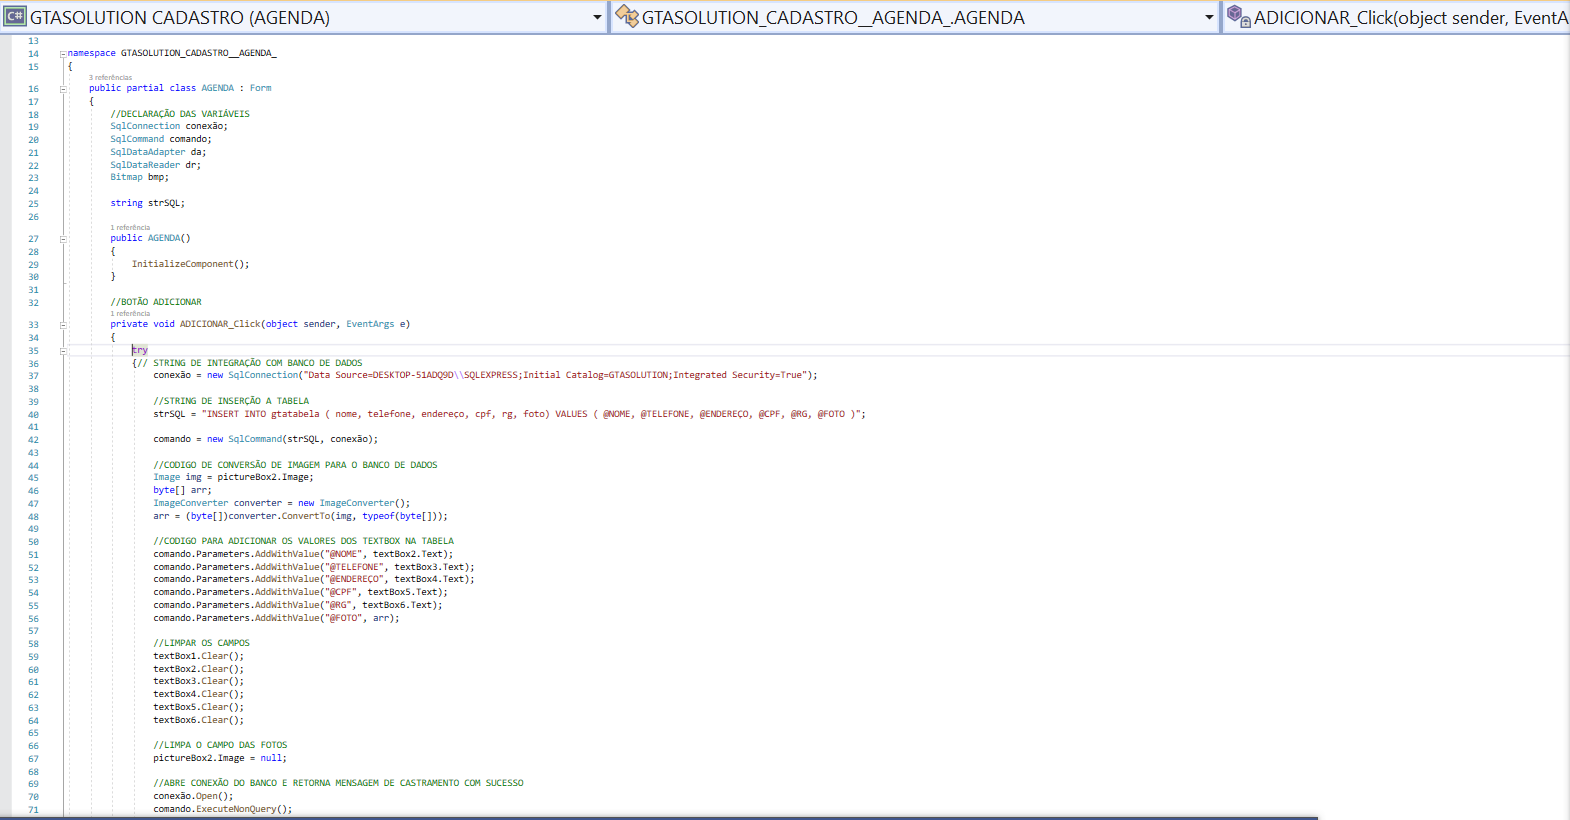 C# GTASOLUTION CADASTRO (AGENDA) GTASOLUTION_CADASTRO__AGENDA_.AGENDA ADICIONAR_Click(object sender, EventA
13
14 namespace GTASOLUTION_CADASTRO__AGENDA_
15 {
3 referências
16 public partial class AGENDA : Form
17 {
18 //DECLARAÇÃO DAS VARIÁVEIS
19 SqlConnection conexão;
20 SqlCommand comando;
21 SqlDataAdapter da;
22 SqlDataReader dr;
23 Bitmap bmp;
24
25 string strSQL;
26
1 referência
27 public AGENDA()
28 {
29 InitializeComponent();
30 }
31
32 //BOTÃO ADICIONAR
1 referência
33 private void ADICIONAR_Click(object sender, EventArgs e)
34 {
35 try
36 {// STRING DE INTEGRAÇÃO COM BANCO DE DADOS
37 conexão = new SqlConnection("Data Source=DESKTOP-51ADQ9D\\SQLEXPRESS;Initial Catalog=GTASOLUTION;Integrated Security=True");
38
39 //STRING DE INSERÇÃO A TABELA
40 strSQL = "INSERT INTO gtatabela ( nome, telefone, endereço, cpf, rg, foto) VALUES ( @NOME, @TELEFONE, @ENDEREÇO, @CPF, @RG, @FOTO )";
41
42 comando = new SqlCommand(strSQL, conexão);
43
44 //CODIGO DE CONVERSÃO DE IMAGEM PARA O BANCO DE DADOS
45 Image img = pictureBox2.Image;
46 byte[] arr;
47 ImageConverter converter = new ImageConverter();
48 arr = (byte[])converter.ConvertTo(img, typeof(byte[]));
49
50 //CODIGO PARA ADICIONAR OS VALORES DOS TEXTBOX NA TABELA
51 comando.Parameters.AddWithValue("@NOME", textBox2.Text);
52 comando.Parameters.AddWithValue("@TELEFONE", textBox3.Text);
53 comando.Parameters.AddWithValue("@ENDEREÇO", textBox4.Text);
54 comando.Parameters.AddWithValue("@CPF", textBox5.Text);
55 comando.Parameters.AddWithValue("@RG", textBox6.Text);
56 comando.Parameters.AddWithValue("@FOTO", arr);
57
58 //LIMPAR OS CAMPOS
59 textBox1.Clear();
60 textBox2.Clear();
61 textBox3.Clear();
62 textBox4.Clear();
63 textBox5.Clear();
64 textBox6.Clear();
65
66 //LIMPA O CAMPO DAS FOTOS
67 pictureBox2.Image = null;
68
69 //ABRE CONEXÃO DO BANCO E RETORNA MENSAGEM DE CASTRAMENTO COM SUCESSO
70 conexão.Open();
71 comando.ExecuteNonQuery();